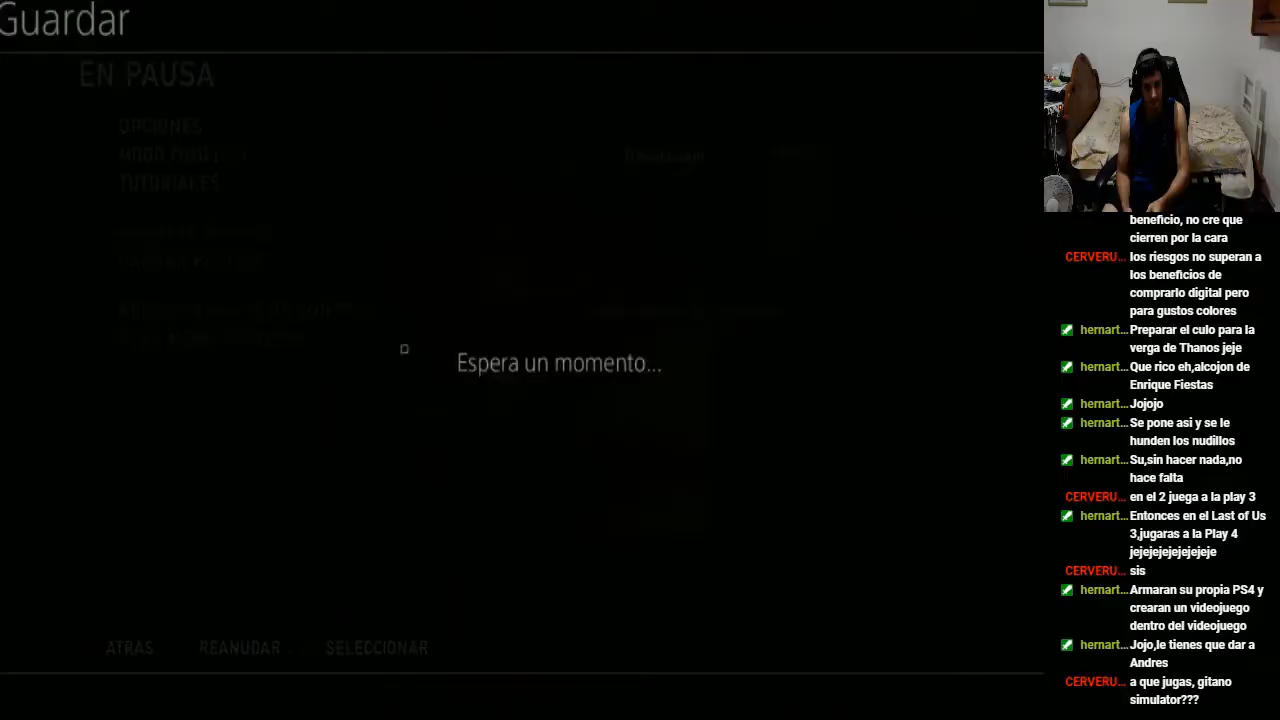 Guardar
EN PAUSA
OPCIONES
TUTORIALES
Espera un momento...
ATRÁS REANUDAR SELECCIONAR
beneficio, no cre que
cierren por la cara
CERVERU... los riesgos no superan a
los beneficios de
comprarlo digital pero
para gustos colores
hernart... Preparar el culo para la
verga de Thanos jeje
hernart... Que rico eh,alcojon de
Enrique Fiestas
hernart... Jojojo
hernart... Se pone asi y se le
hunden los nudillos
hernart... Su,sin hacer nada,no
hace falta
CERVERU... en el 2 juega a la play 3
hernart... Entonces en el Last of Us
3,jugaras a la Play 4
jejejejejejejeje
CERVERU... sis
hernart... Armaran su propia PS4 y
crearan un videojuego
dentro del videojuego
hernart... Jojo,le tienes que dar a
Andres
CERVERU... a que jugas, gitano
simulator???